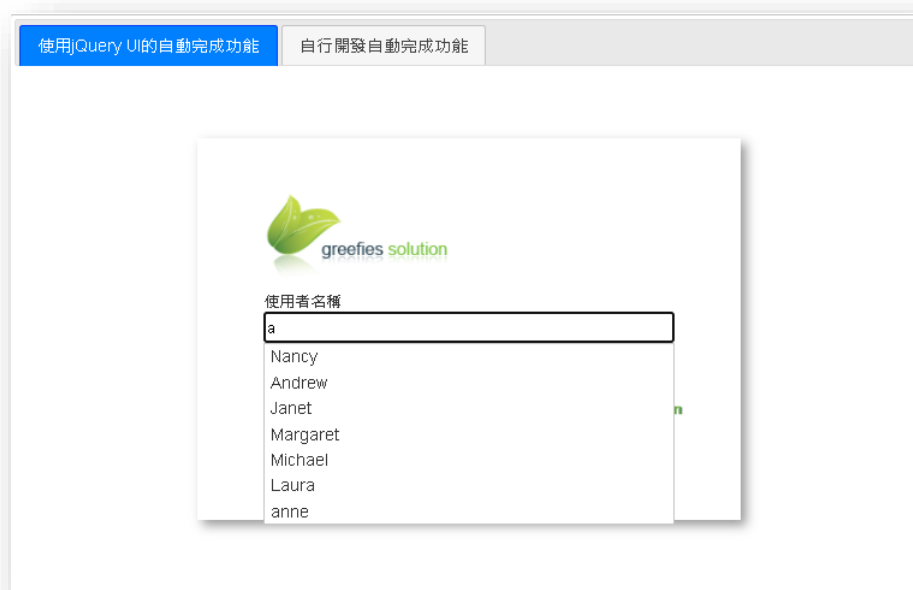 使用jQuery UI的自動完成功能
自行開發自動完成功能
greefies solution
使用者名稱
a
Nancy
Andrew
Janet
n
Margaret
Michael
Laura
anne